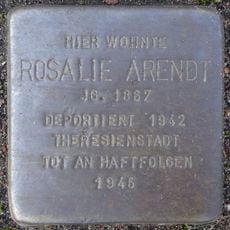 HIER WOHNTE
ROSALIE ARENDT
JG. 1867
DEPORTIERT 1942
THERESIENSTADT
TOT AN HAFTFOLGEN
1945